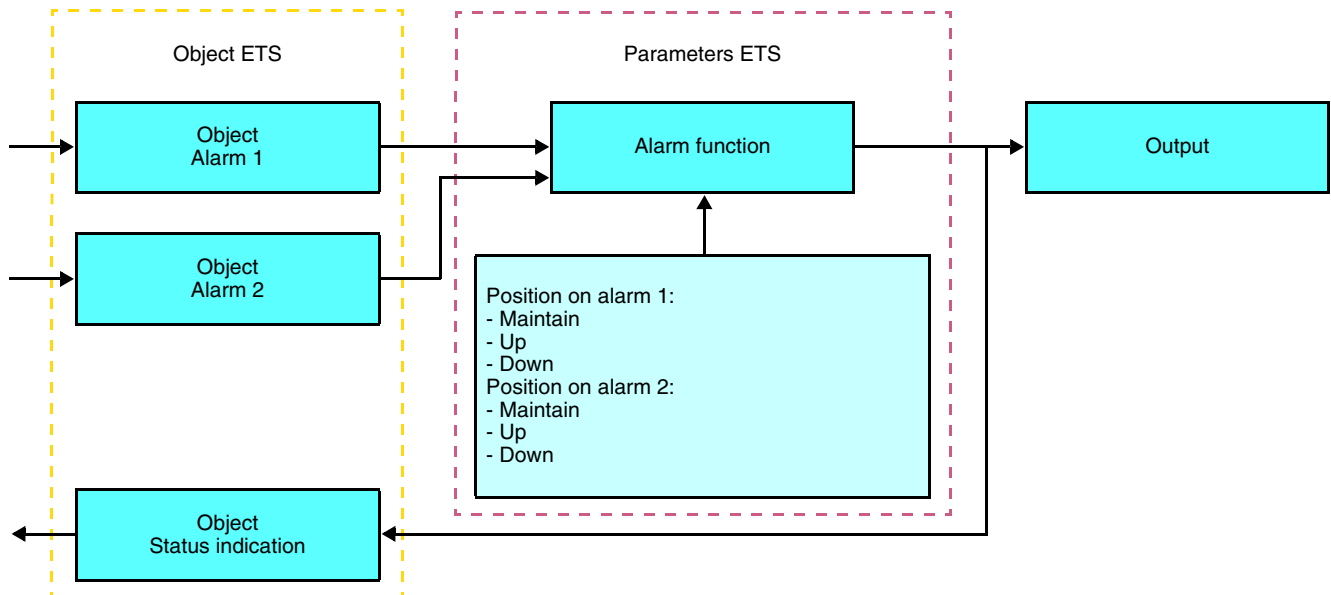 Object ETS
Parameters ETS
Object
Alarm 1
Alarm function
Output
Object
Alarm 2
Position on alarm 1:
- Maintain
- Up
- Down
Position on alarm 2:
- Maintain
- Up
- Down
Object
Status indication